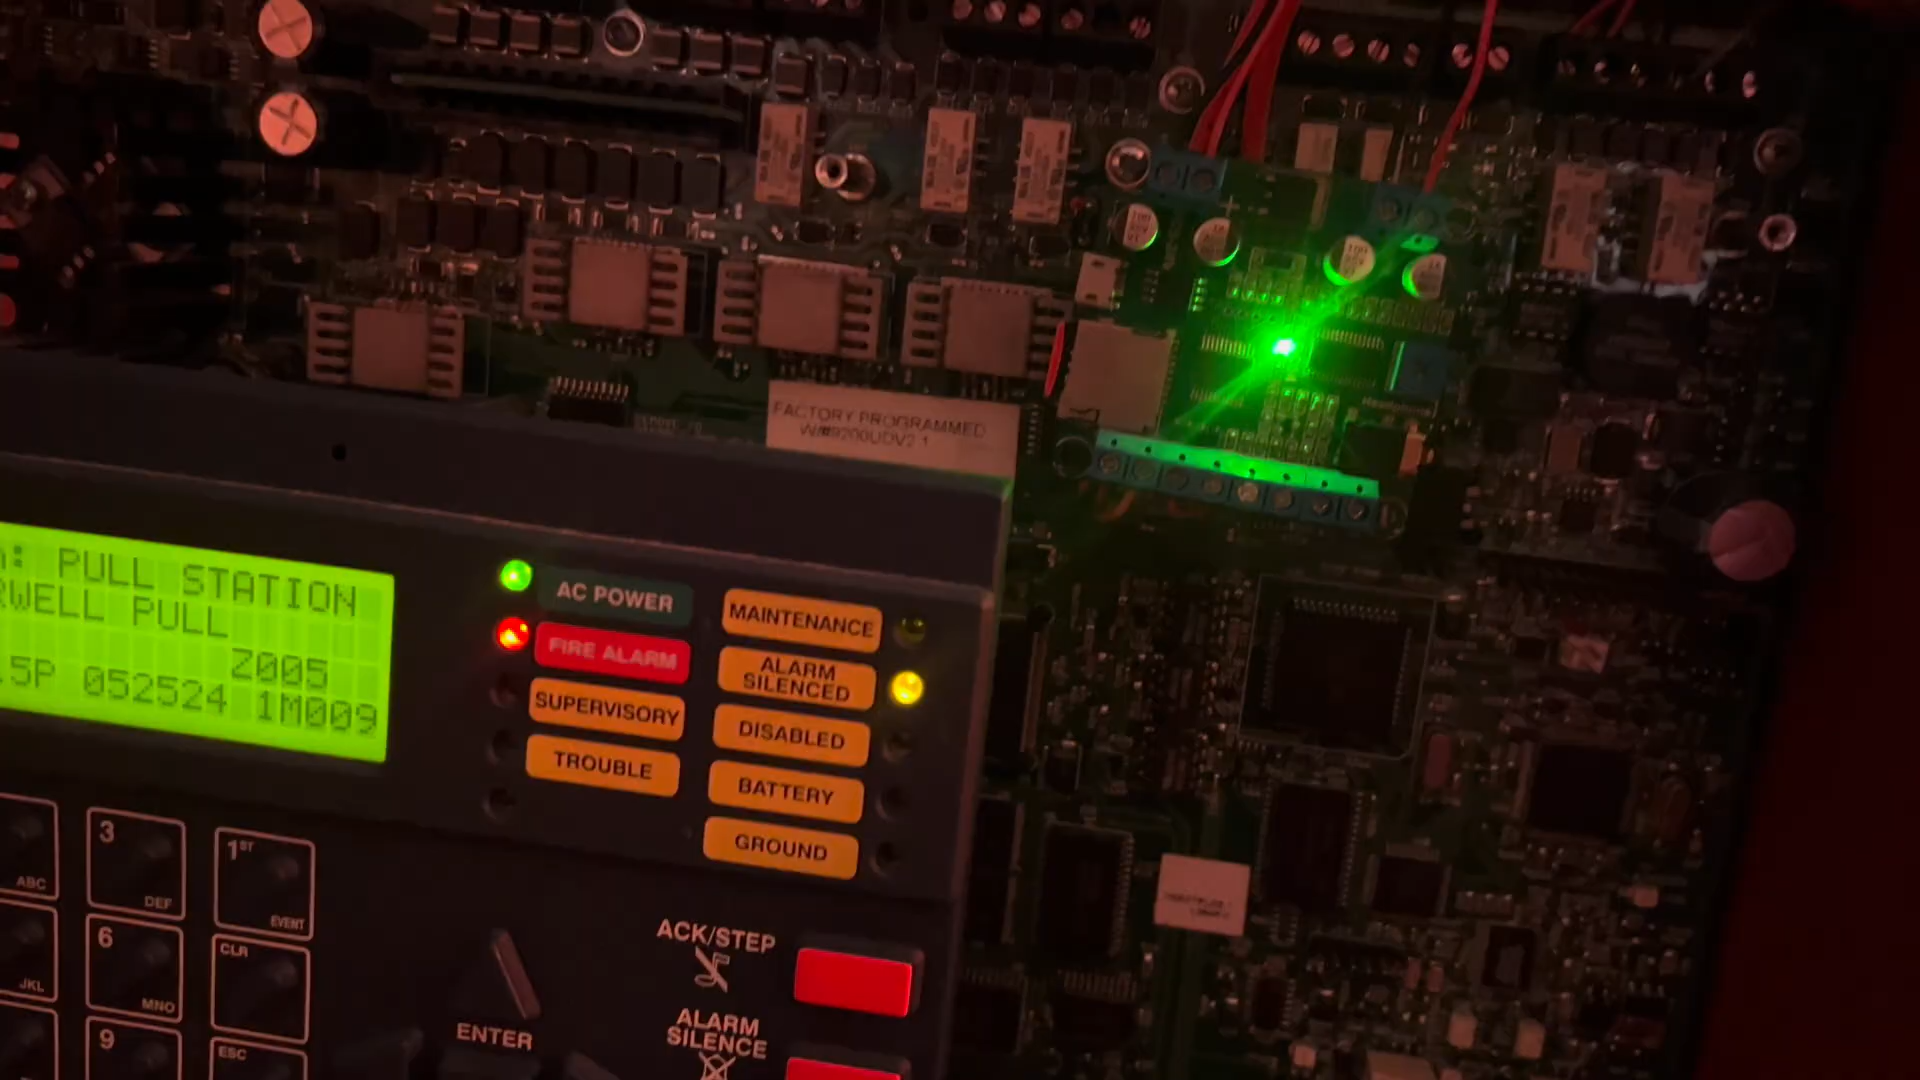 FACTORY PROGRAMMED
: PULL STATION
RWELL PULL
Z005
5P 052524 1M009
AC POWER
FIRE ALARM
SUPERVISORY
TROUBLE
MAINTENANCE
ALARM
SILENCED
DISABLED
BATTERY
GROUND
ABC
3
DEF
1ST
EVENT
JKL
6
MNO
CLR
9
ESC
ENTER
ACK/STEP
ALARM
SILENCE